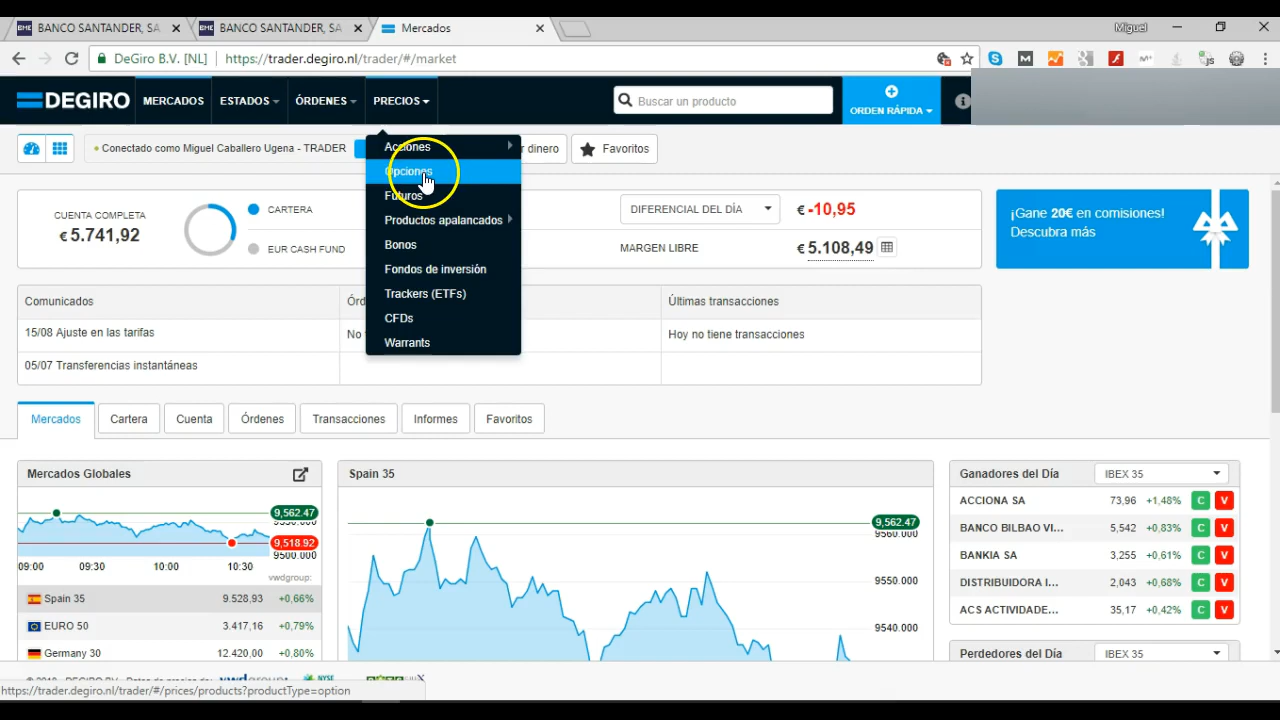 BME BANCO SANTANDER, SA
BME BANCO SANTANDER, SA
Mercados
Miguel
DeGiro B.V. [NL] https://trader.degiro.nl/trader/#/market
DEGIRO
MERCADOS
ESTADOS
ÓRDENES
PRECIOS
Buscar un producto
ORDEN RÁPIDA
Conectado como Miguel Caballero Ugena - TRADER
dinero
Favoritos
Acciones
Opciones
Futuros
Productos apalancados
Bonos
Fondos de inversión
Trackers (ETFs)
CFDs
Warrants
CUENTA COMPLETA
€ 5.741,92
CARTERA
EUR CASH FUND
DIFERENCIAL DEL DÍA
€ -10,95
MARGEN LIBRE
€ 5.108,49
¡Gane 20€ en comisiones!
Descubra más
Comunicados
Últimas transacciones
15/08 Ajuste en las tarifas
No
Hoy no tiene transacciones
05/07 Transferencias instantáneas
Mercados
Cartera
Cuenta
Órdenes
Transacciones
Informes
Favoritos
Mercados Globales
9,562.47
9,518.92
9500.000
09:00 09:30 10:00 10:30
vwdgroup:
Spain 35 9.528,93 +0,66%
EURO 50 3.417,16 +0,79%
Germany 30 12.420,00 +0,80%
Spain 35
9,562.47
9560.000
9550.000
9540.000
Ganadores del Día IBEX 35
ACCIONA SA 73,96 +1,48% C V
BANCO BILBAO VI... 5,542 +0,83% C V
BANKIA SA 3,255 +0,61% C V
DISTRIBUIDORA I... 2,043 +0,68% C V
ACS ACTIVIDADE... 35,17 +0,42% C V
Perdedores del Día IBEX 35
https://trader.degiro.nl/trader/#/prices/products?productType=option